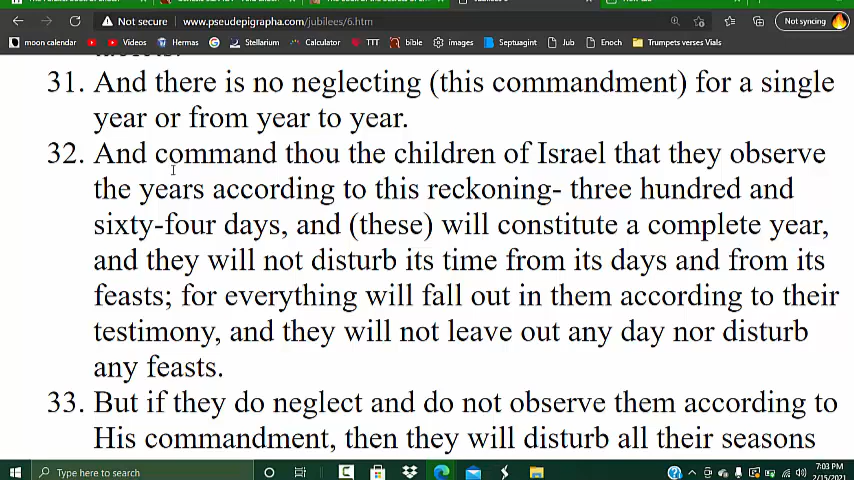 Not secure | www.pseudepigrapha.com/jubilees/6.htm
Not syncing
moon calendar
Videos
Hermas
G
Stellarium
Calculator
TTT
bible
images
Septuagint
Jub
Enoch
Trumpets verses Vials
31. And there is no neglecting (this commandment) for a single
year or from year to year.
32. And command thou the children of Israel that they observe
the years according to this reckoning- three hundred and
sixty-four days, and (these) will constitute a complete year,
and they will not disturb its time from its days and from its
feasts; for everything will fall out in them according to their
testimony, and they will not leave out any day nor disturb
any feasts.
33. But if they do neglect and do not observe them according to
His commandment, then they will disturb all their seasons
Type here to search
7:03 PM
2/15/2021